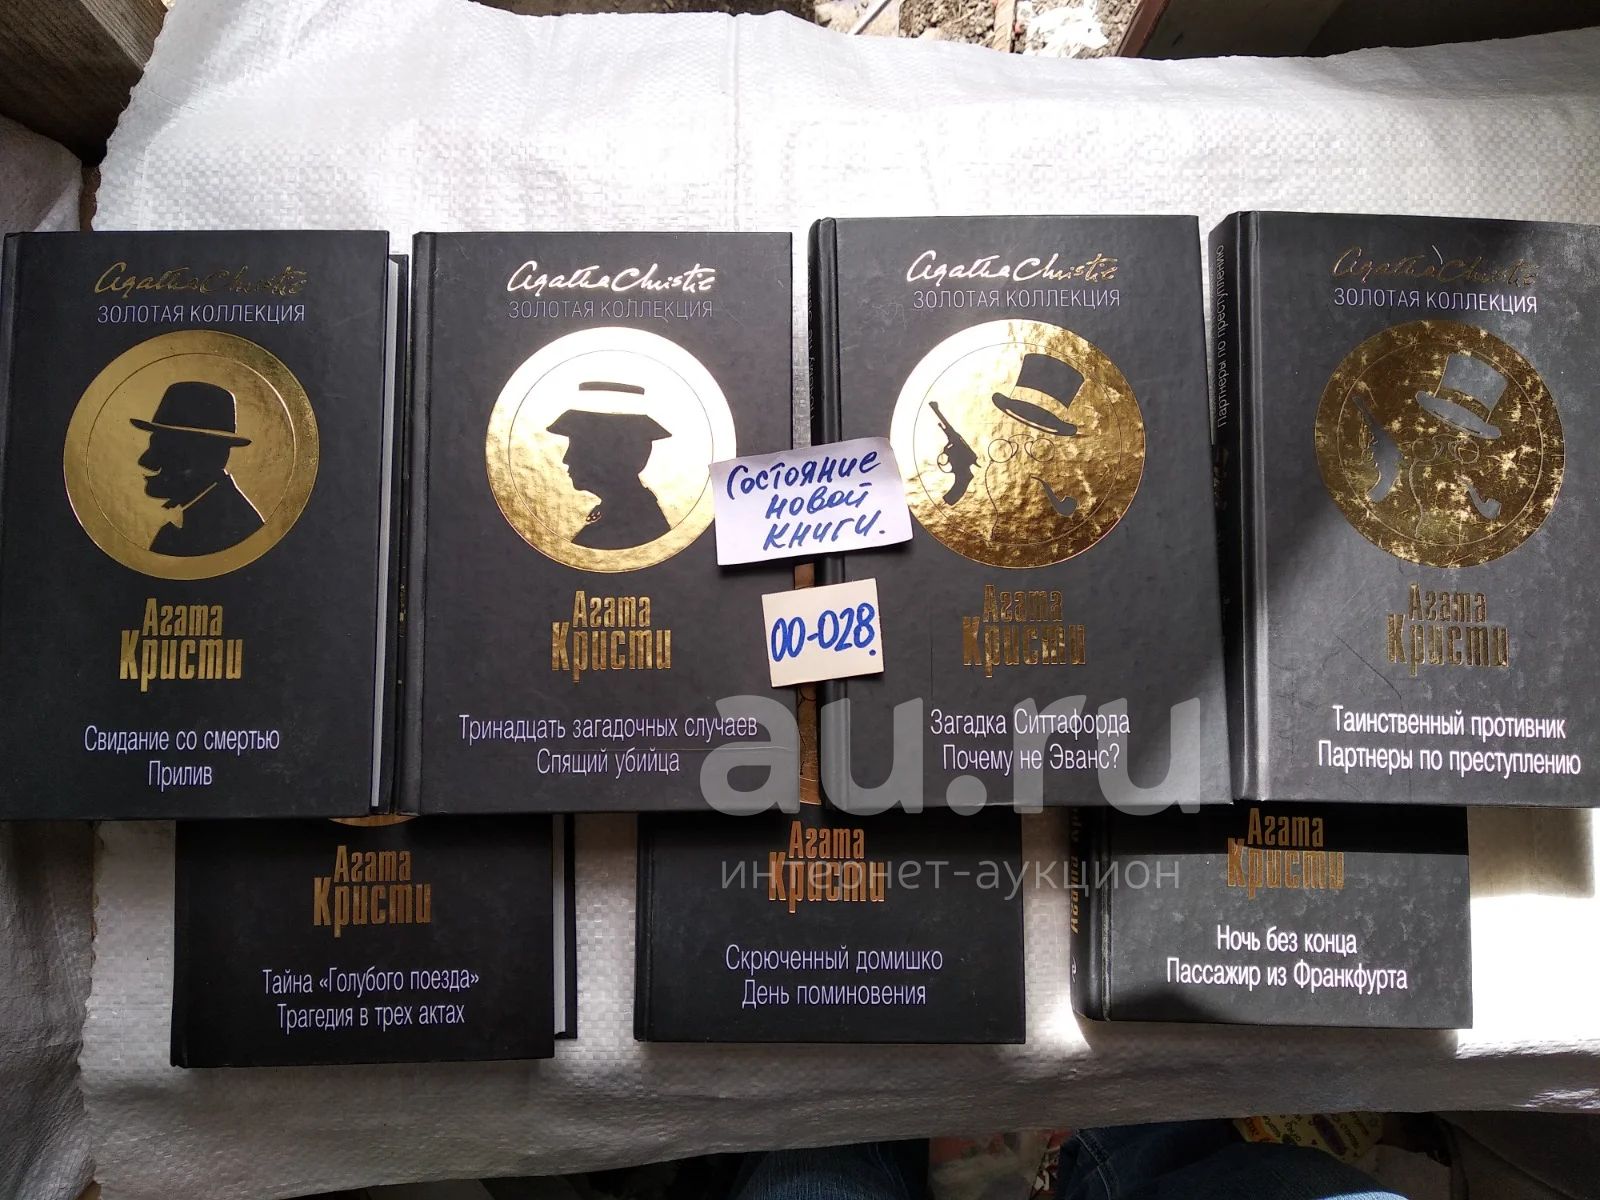 Agatha Christie
ЗОЛОТАЯ КОЛЛЕКЦИЯ
Агата
Кристи
Свидание со смертью
Прилив
Agatha Christie
ЗОЛОТАЯ КОЛЛЕКЦИЯ
Агата
Кристи
Тринадцать загадочных случаев
Спящий убийца
Agatha Christie
ЗОЛОТАЯ КОЛЛЕКЦИЯ
Агата
Кристи
Загадка Ситтафорда
Почему не Эванс?
Партнеры по преступлению
Agatha Christie
ЗОЛОТАЯ КОЛЛЕКЦИЯ
Агата
Кристи
Таинственный противник
Партнеры по преступлению
Состояние
новой
книги.
00-028.
au.ru
интернет-аукцион
Агата
Кристи
Тайна «Голубого поезда»
Трагедия в трех актах
Агата
Кристи
Скрюченный домишко
День поминовения
Агата
Кристи
Ночь без конца
Пассажир из Франкфурта